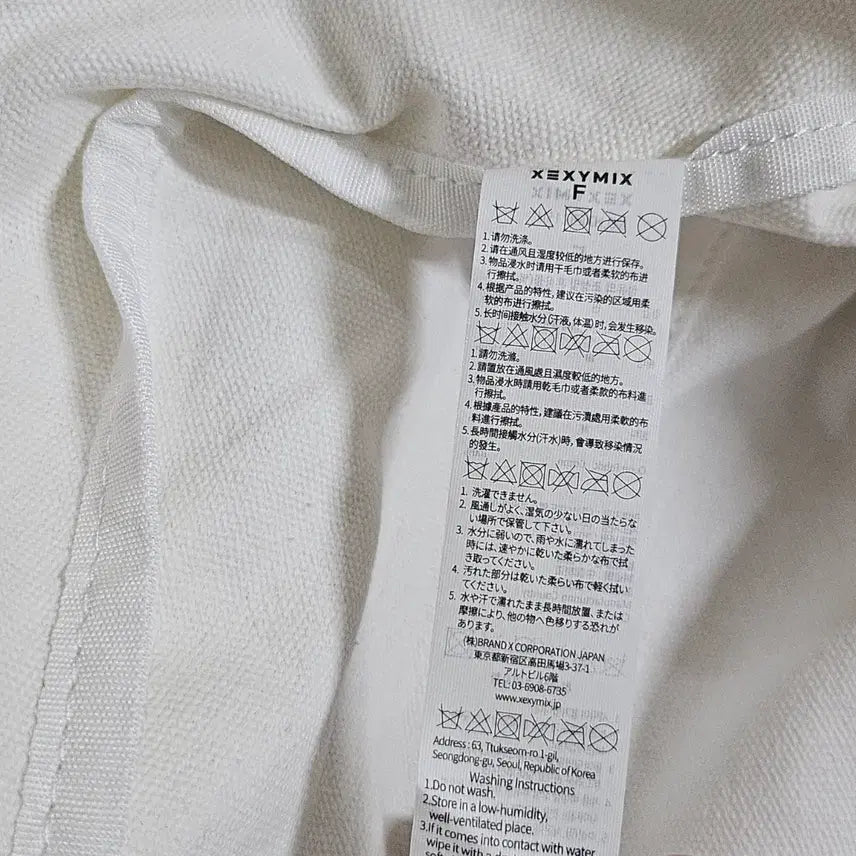 XEXYMIX
F
1.请勿洗涤。
2.请在通风且湿度较低的地方进行保存。
3.物品浸水时请用干毛巾或者柔软的布进
行擦拭。
4.根据产品的特性,建议在污染的区域用柔
软的布进行擦拭。
5.长时间接触水分(汗液,体温)时,会发生移染。
1.請勿洗滌。
2.請置放在通風處且濕度較低的地方。
3.物品浸水時請用乾毛巾或者柔款的布料進
行擦拭。
4.根據產品的特性,建議在污漬處用柔軟的布
料進行擦拭。
5.長時間接觸水分(汗水)時,會導致移染情況
的發生。
1. 洗濯できません。
2. 風通しがよく、湿気の少ない日の当たらな
い場所で保管して下さい。
3. 水分に弱いので、雨や水に濡れてしまった
時には、速やかに乾いた柔らかな布で拭
き取ってください。
4. 汚れた部分は乾いた柔らい布で軽く拭い
てください。
5. 水や汗で濡れたまま長時間放置、または
摩擦により、他の物へ色移りする恐れが
あります。
(株)BRAND X CORPORATION JAPAN
東京都新宿区高田馬場3-37-1
アルトビル6階
TEL: 03-6908-6735
www.xexymix.jp
Address : 63, Ttukseom-ro 1-gil,
Seongdong-gu, Seoul, Republic of Korea
Washing Instructions
1.Do not wash.
2.Store in a low-humidity,
well-ventilated place.
3.If it comes into contact with water
wipe it with a